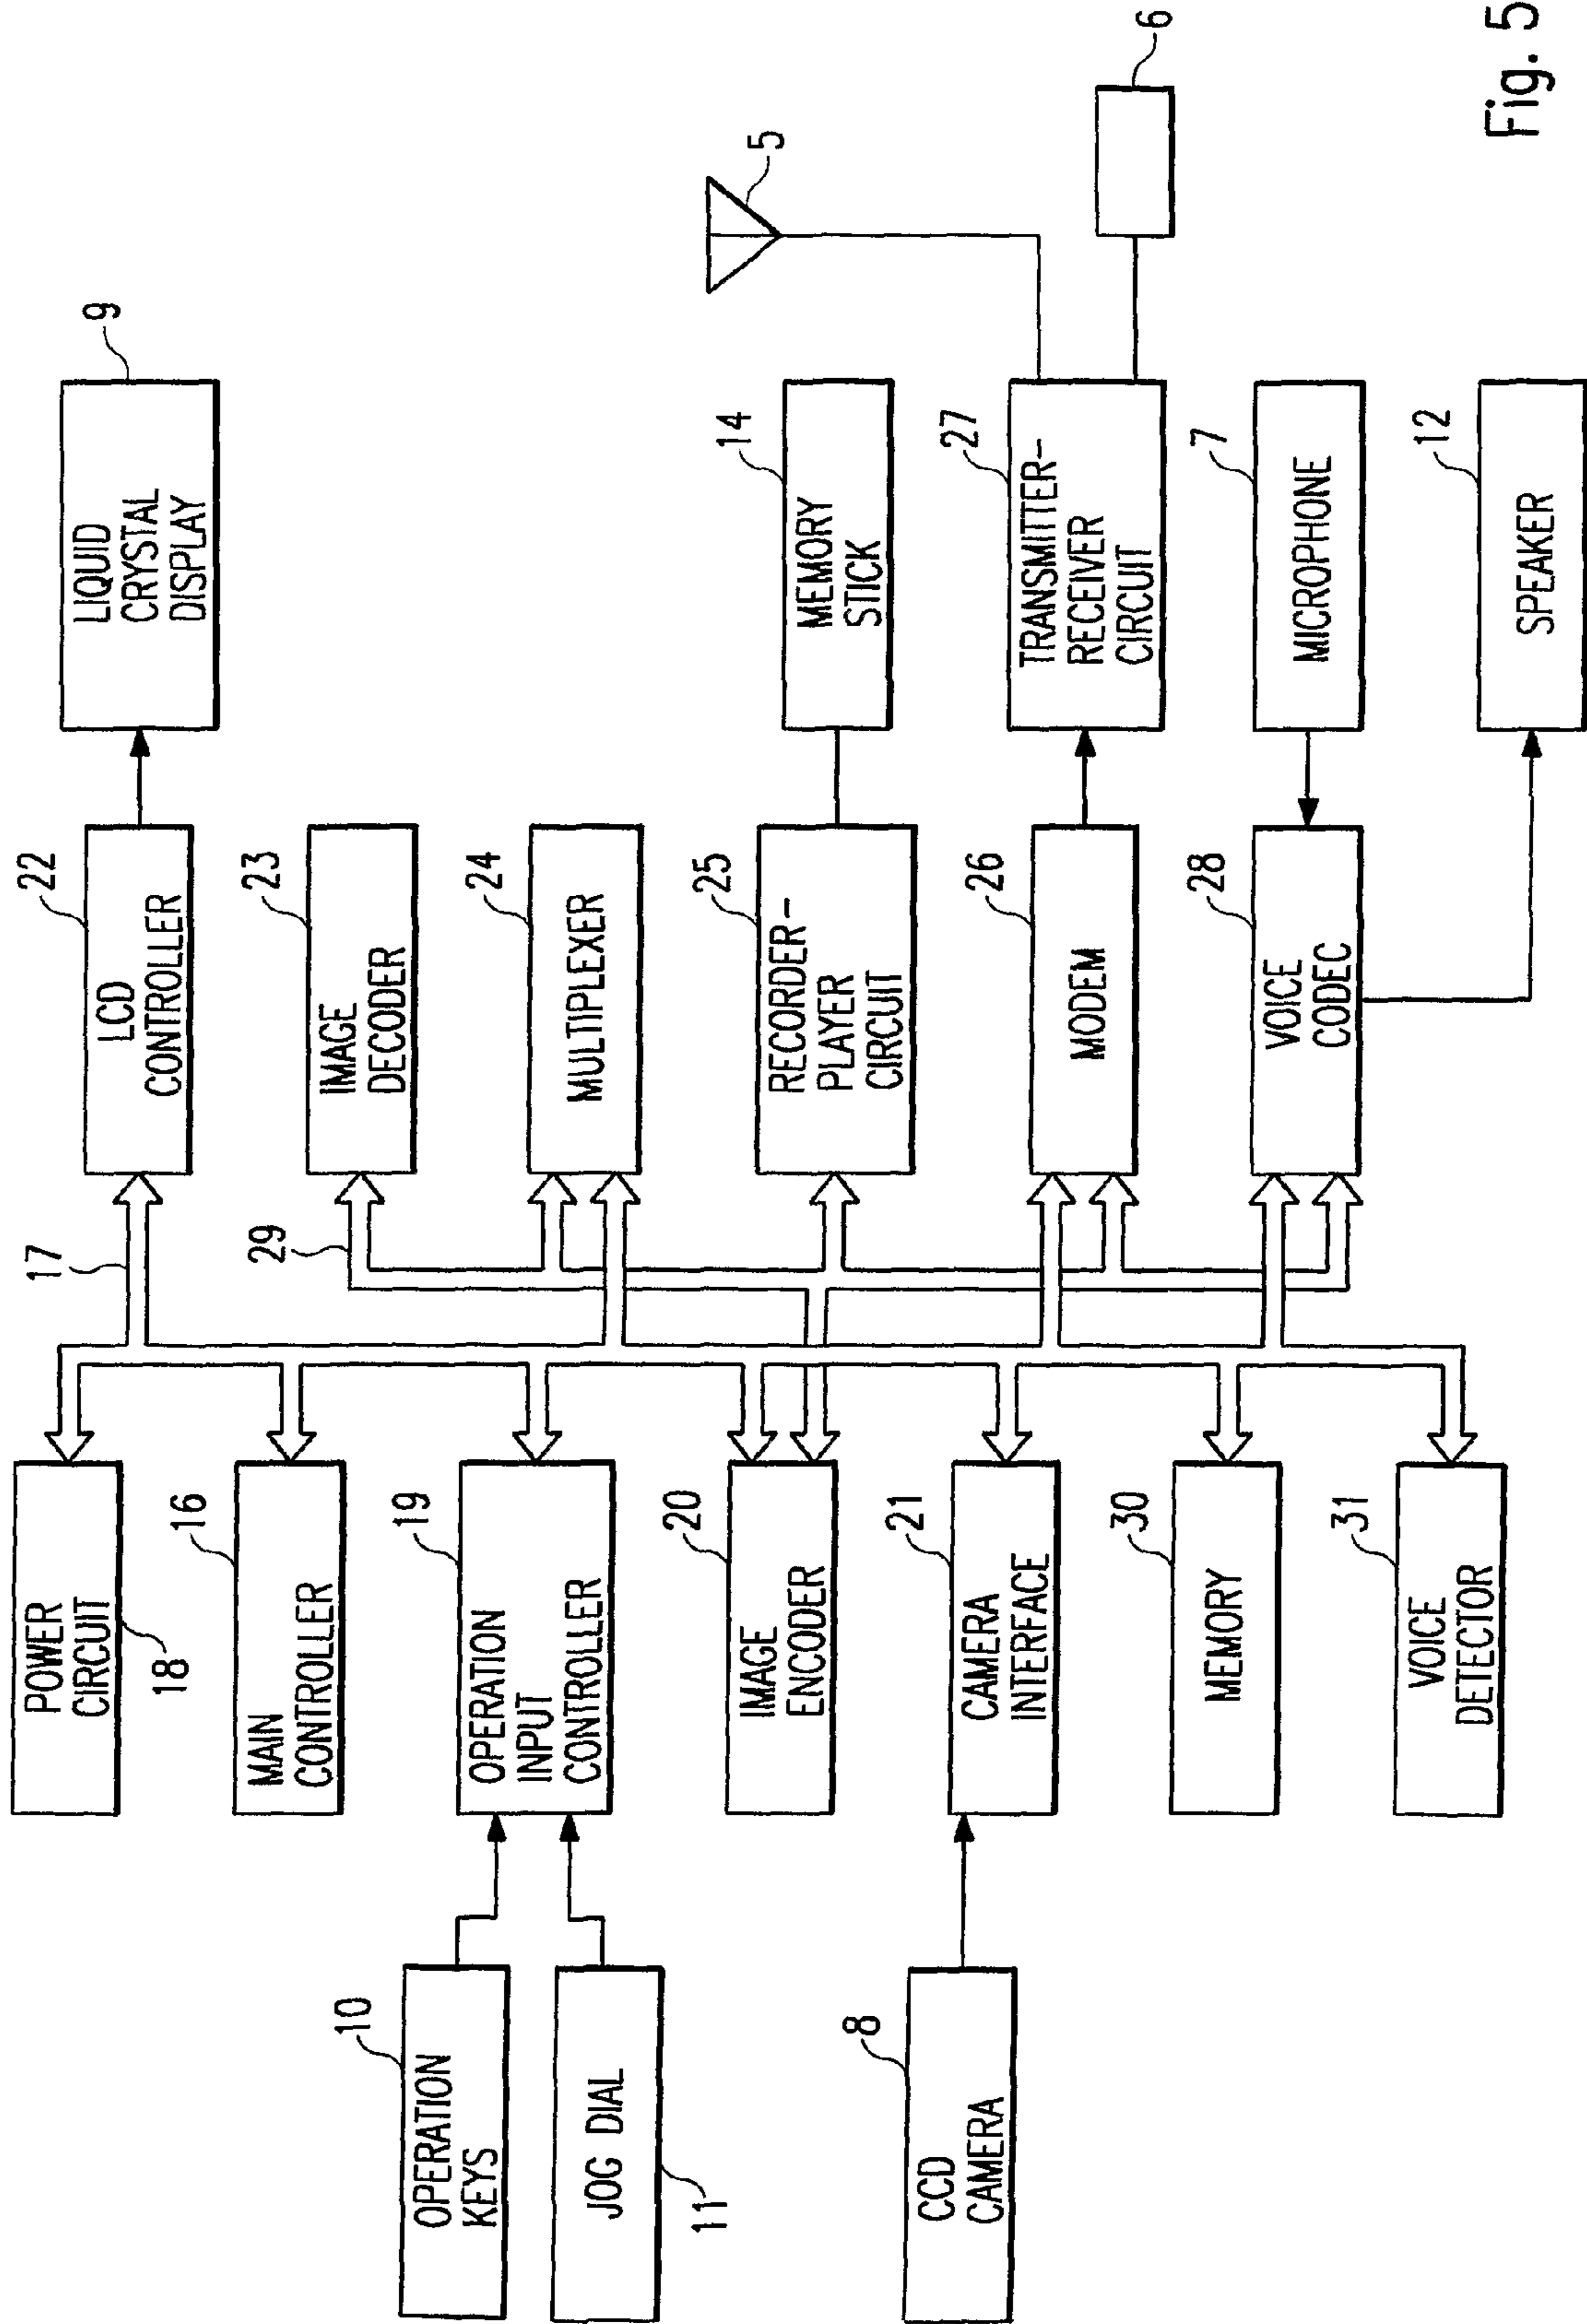 POWER
CIRCUIT
18
MAIN
CONTROLLER
16
OPERATION
INPUT
CONTROLLER
19
OPERATION
KEYS
10
JOG DIAL
11
IMAGE
ENCODER
20
CAMERA
INTERFACE
21
CCD
CAMERA
8
MEMORY
30
VOICE
DETECTOR
31
17
29
LCD
CONTROLLER
22
LIQUID
CRYSTAL
DISPLAY
9
IMAGE
DECODER
23
MULTIPLEXER
24
RECORDER-
PLAYER
CIRCUIT
25
MEMORY
STICK
14
MODEM
26
TRANSMITTER-
RECEIVER
CIRCUIT
27
5
6
VOICE
CODEC
28
MICROPHONE
7
SPEAKER
12
Fig. 5